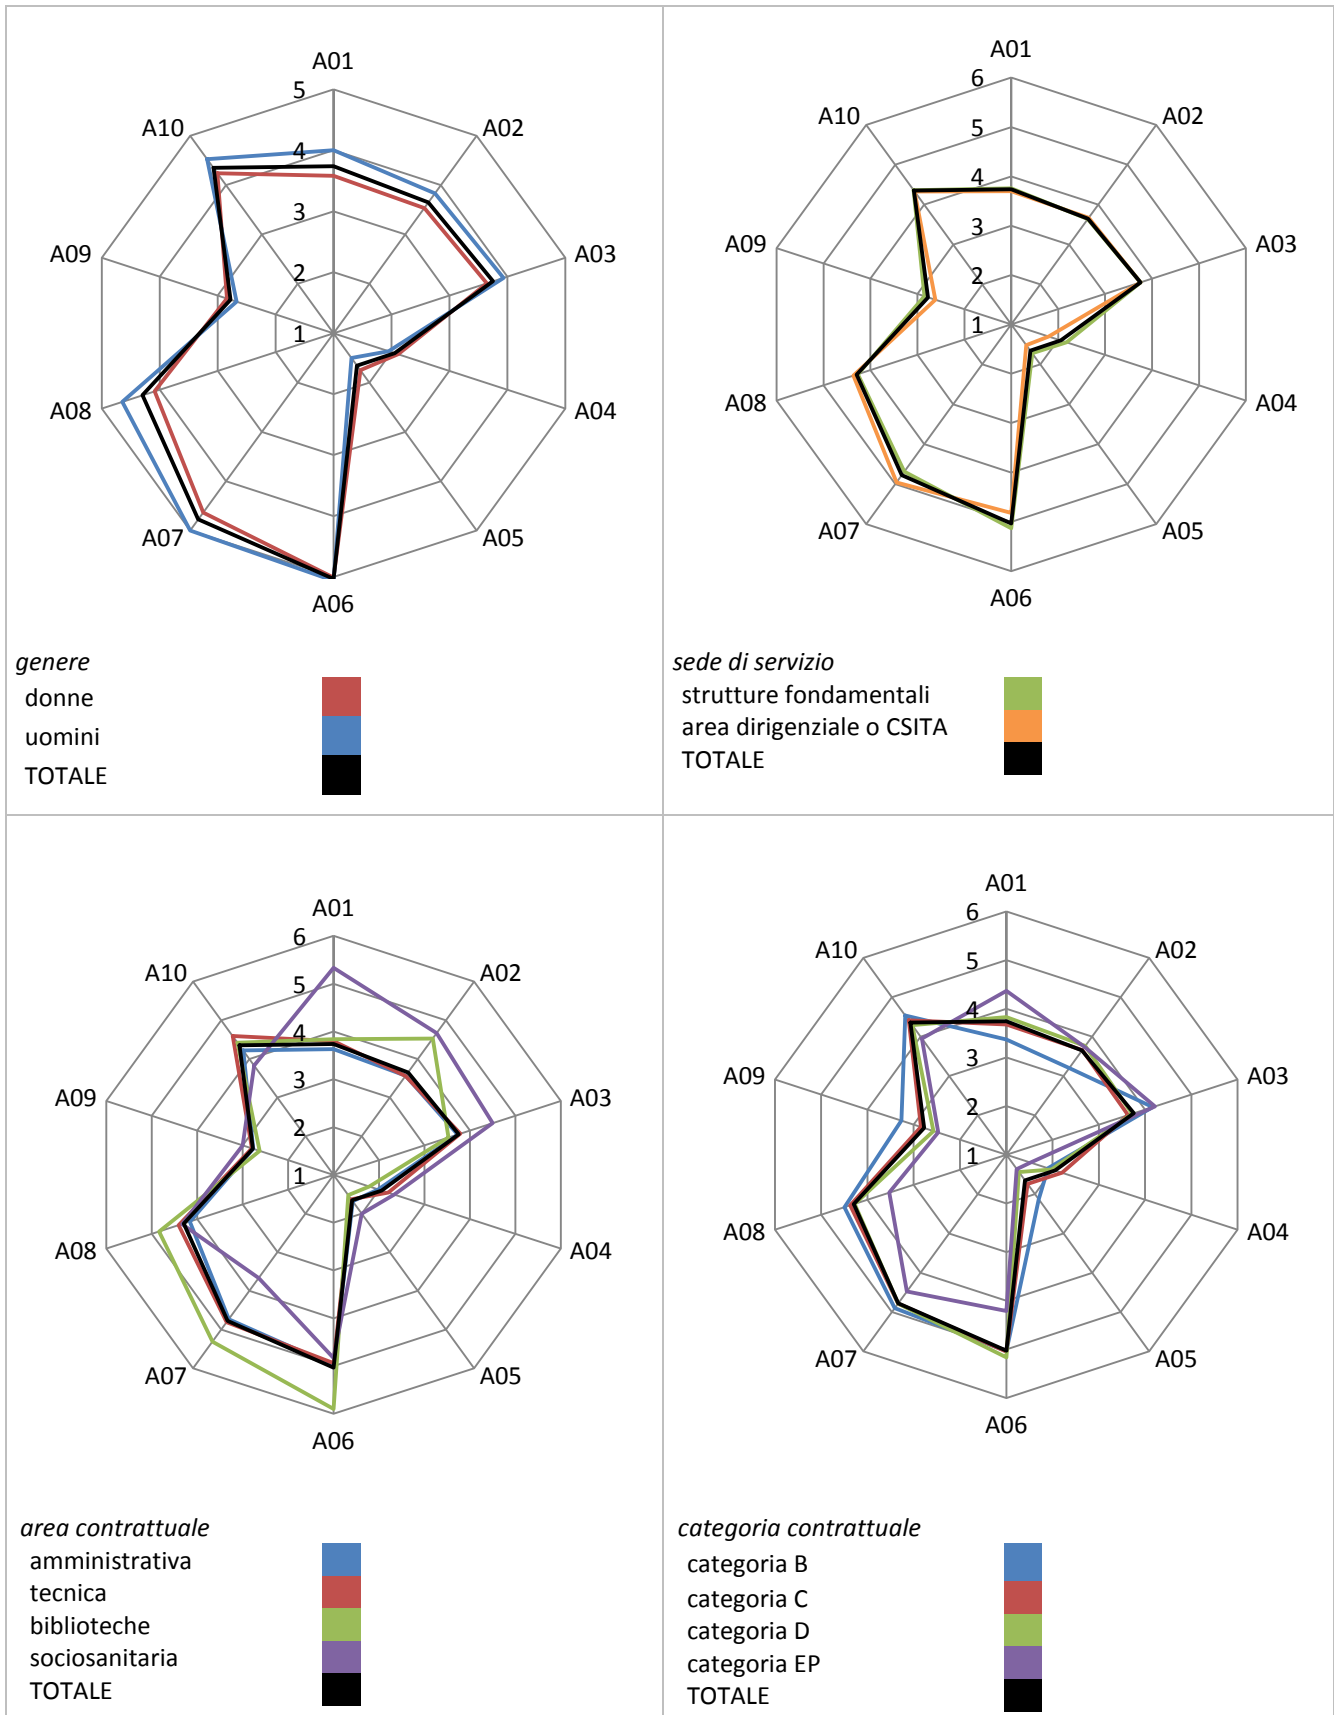 A01
5
A10
A02
4
3
A09
A03
2
1
A08
A04
A07
A05
A06
genere
donne
uomini
TOTALE
A01
6
A10
A02
5
4
3
A09
A03
2
1
A08
A04
A07
A05
A06
sede di servizio
strutture fondamentali
area dirigenziale o CSITA
TOTALE
A01
6
A10
A02
5
4
3
A09
A03
2
1
A08
A04
A07
A05
A06
area contrattuale
amministrativa
tecnica
biblioteche
sociosanitaria
TOTALE
A01
6
A10
A02
5
4
3
A09
A03
2
1
A08
A04
A07
A05
A06
categoria contrattuale
categoria B
categoria C
categoria D
categoria EP
TOTALE